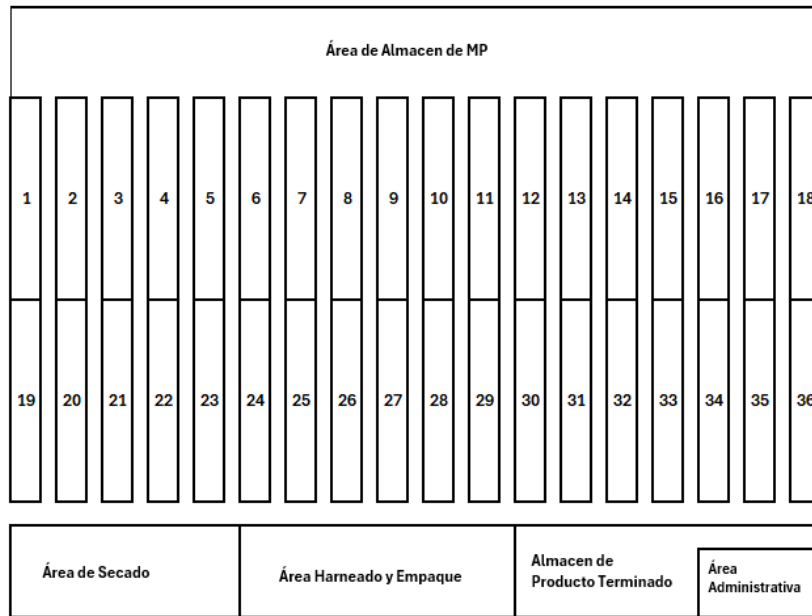 Área de Almacen de MP
1 2 3 4 5 6 7 8 9 10 11 12 13 14 15 16 17 18
19 20 21 22 23 24 25 26 27 28 29 30 31 32 33 34 35 36
Área de Secado
Área Harneado y Empaque
Almacen de
Producto Terminado
Área
Administrativa